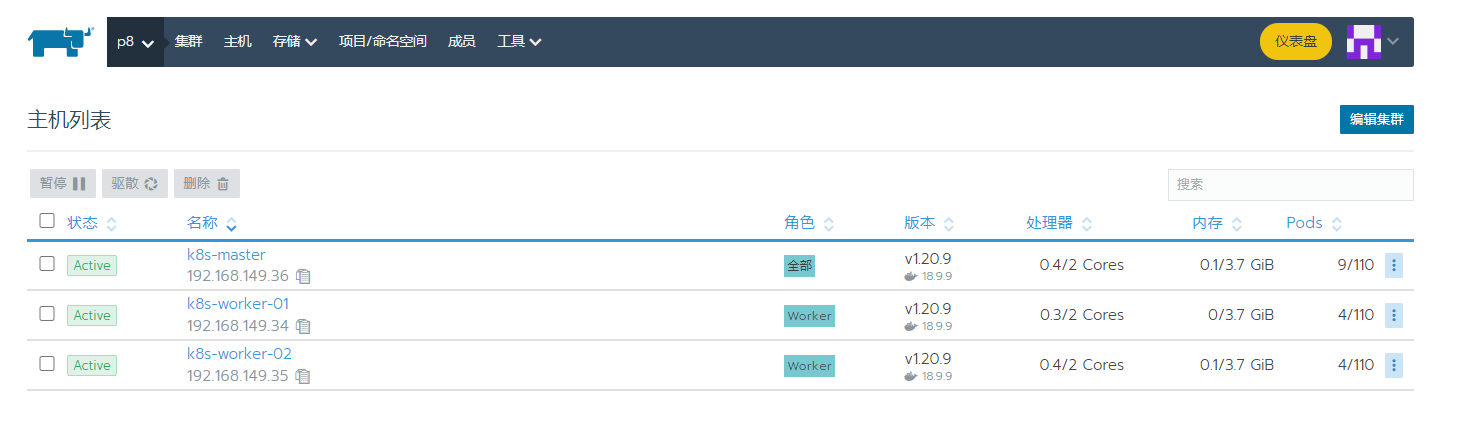 p8 集群 主机 存储 项目/命名空间 成员 工具 仪表盘
主机列表 编辑集群
暂停 驱散 删除 搜索
状态 名称 角色 版本 处理器 内存 Pods
Active k8s-master 全部 v1.20.9 0.4/2 Cores 0.1/3.7 GiB 9/110
192.168.149.36 18.9.9
Active k8s-worker-01 Worker v1.20.9 0.3/2 Cores 0/3.7 GiB 4/110
192.168.149.34 18.9.9
Active k8s-worker-02 Worker v1.20.9 0.4/2 Cores 0.1/3.7 GiB 4/110
192.168.149.35 18.9.9